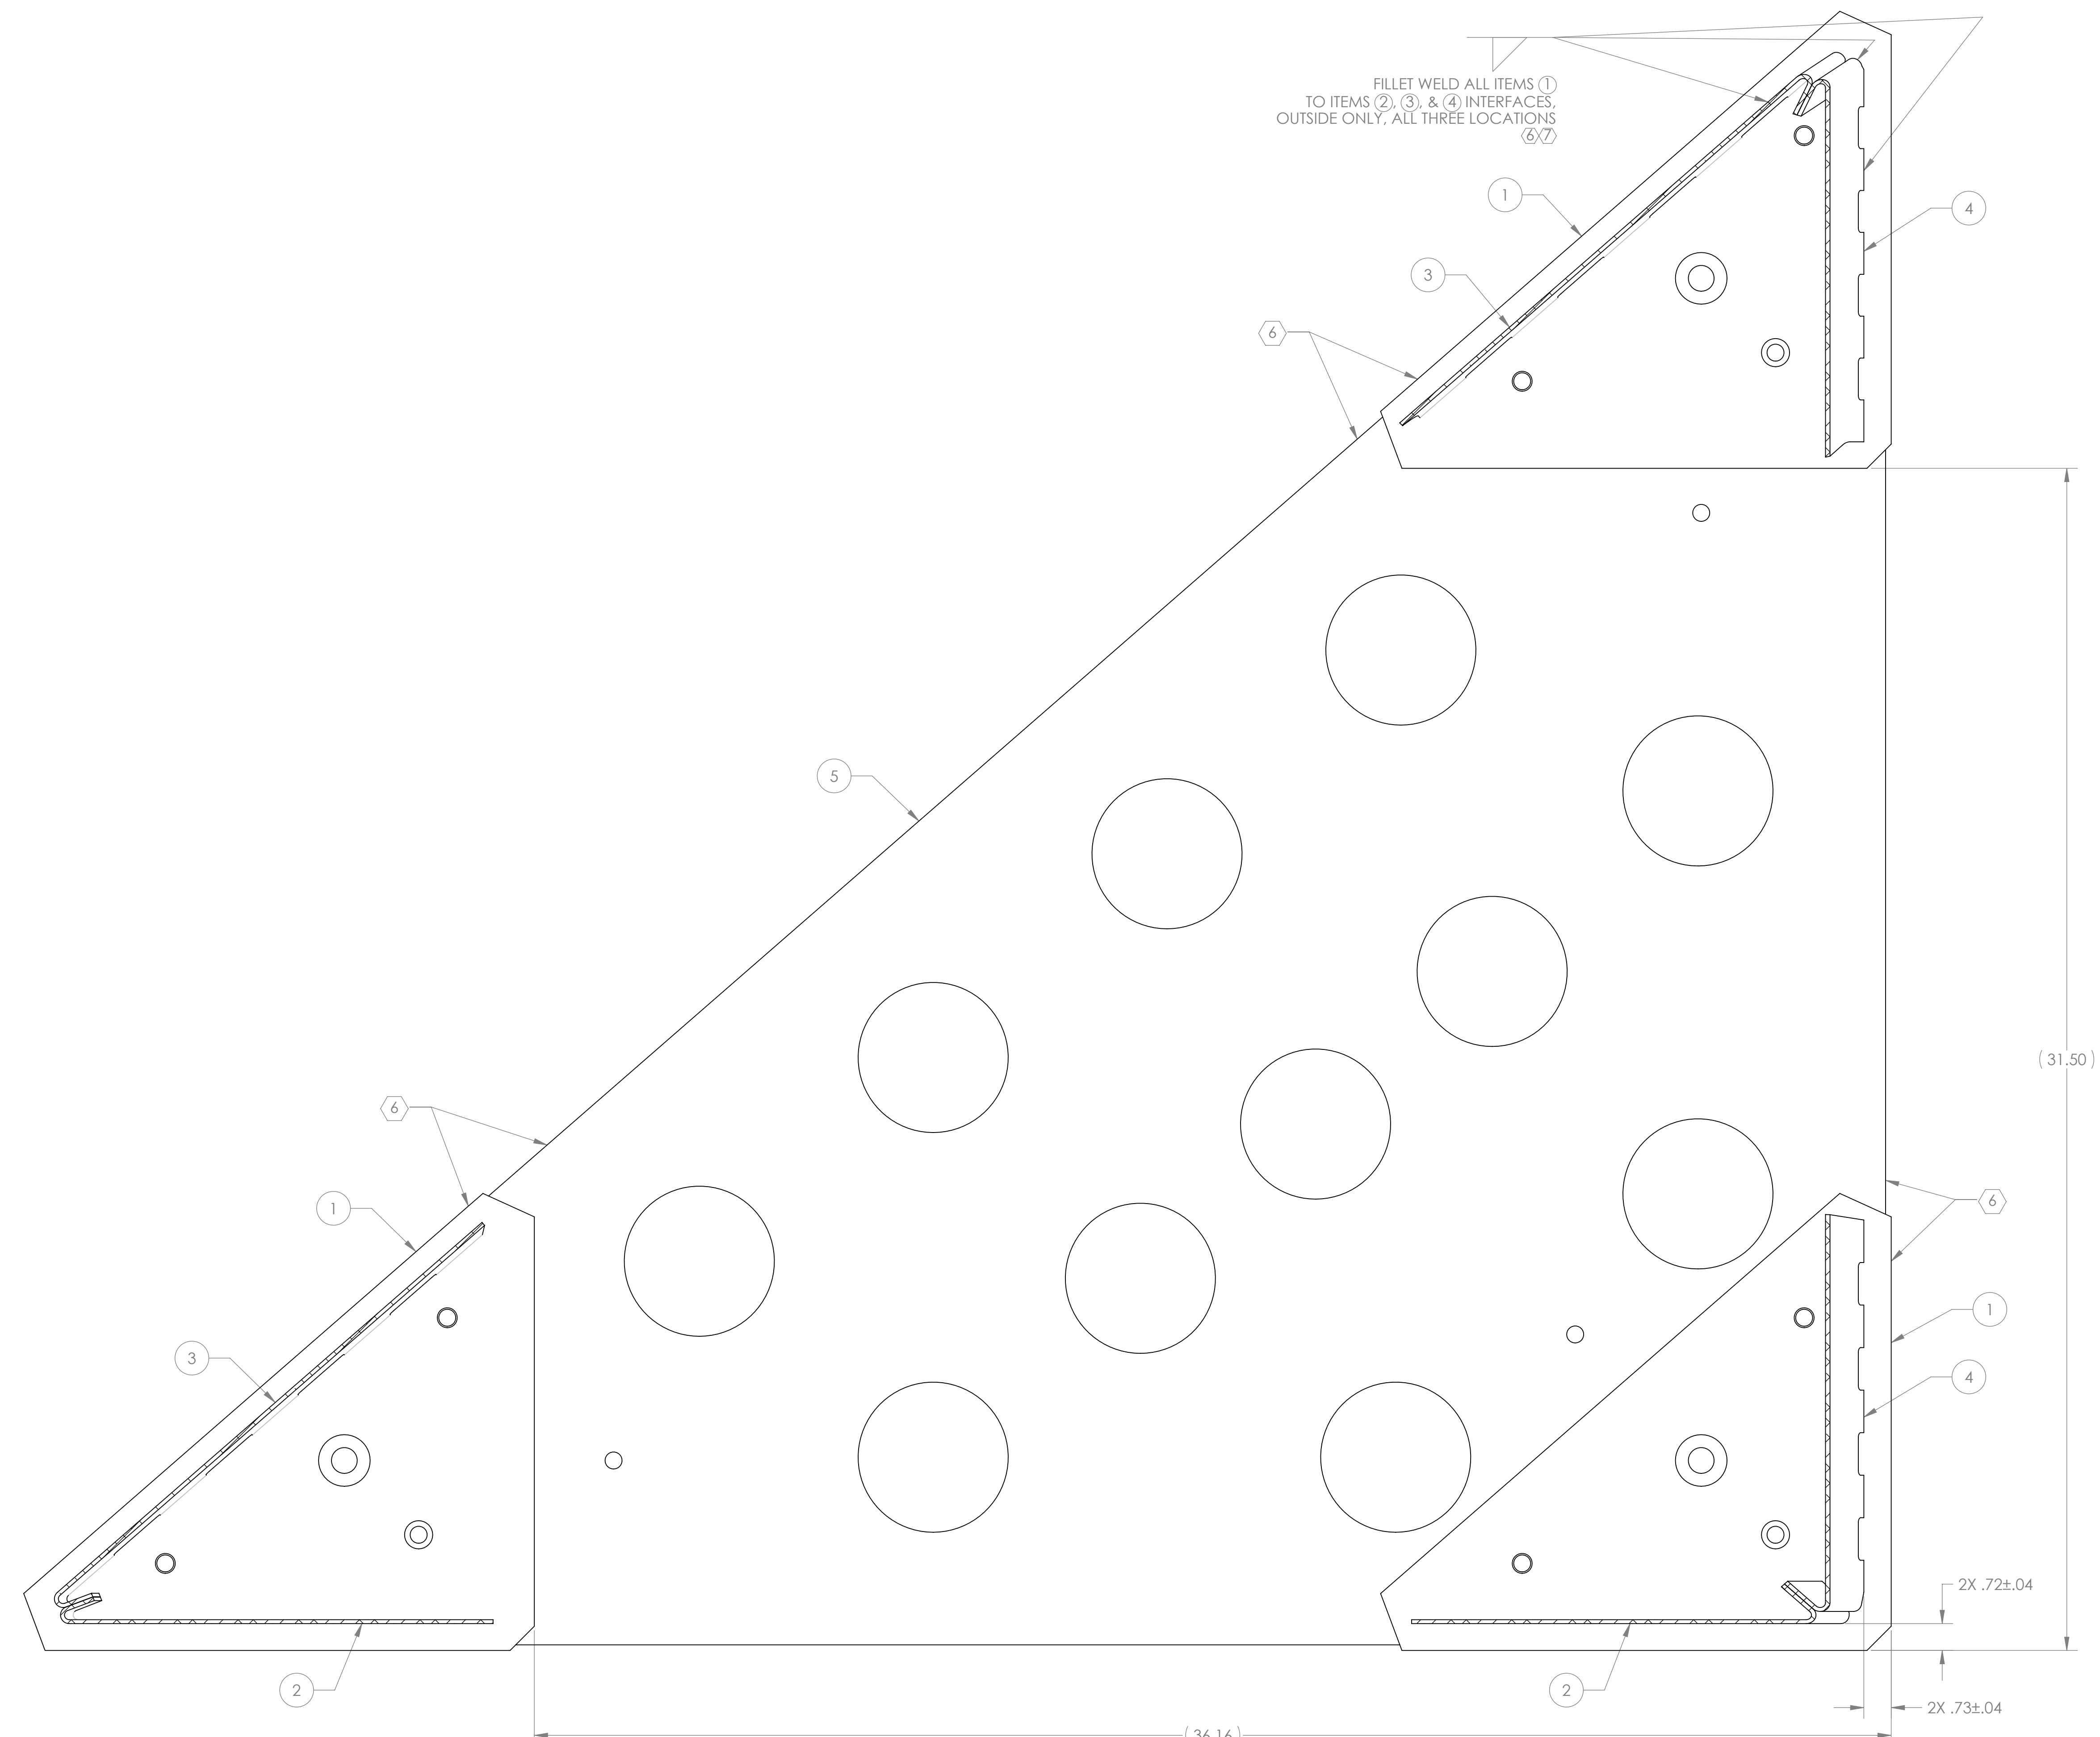 FILLET WELD ALL ITEMS 1
TO ITEMS 2, 3, & 4 INTERFACES,
OUTSIDE ONLY, ALL THREE LOCATIONS
6 7
1
4
3
6
5
( 31.50 )
6
1
6
3
1
4
2X .72±.04
2
2
2X .73±.04
( 36.16 )